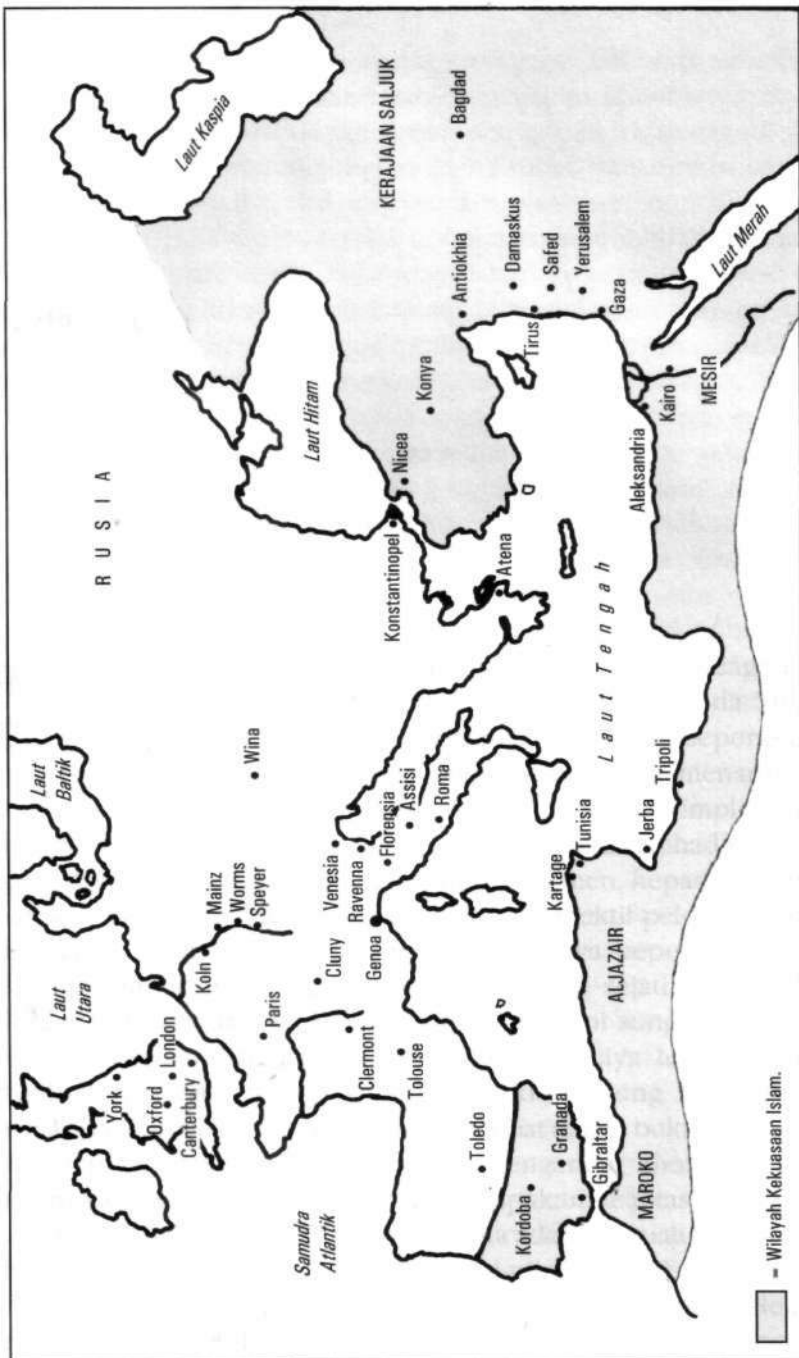 Laut Kaspia
KERAJAAN SALJUK
Bagdad
RUSIA
Laut Hitam
Konstantinopel
Nicea
Konya
Antiokhia
Damaskus
Safed
Yerusalem
Tirus
Gaza
Laut Merah
Kairo
MESIR
Aleksandria
Atena
Laut Tengah
Laut
Baltik
Wina
Laut
Utara
Koln
Mainz
Worms
Speyer
Venesia
Ravenna
Florensia
Assisi
Roma
Genoa
Cluny
Paris
Clermont
Tolouse
York
Oxford
London
Canterbury
Samudra
Atlantik
Toledo
Kordoba
Granada
Gibraltar
MAROKO
ALJAZAIR
Kartage
Tunisia
Jerba
Tripoli
= Wilayah Kekuasaan Islam.